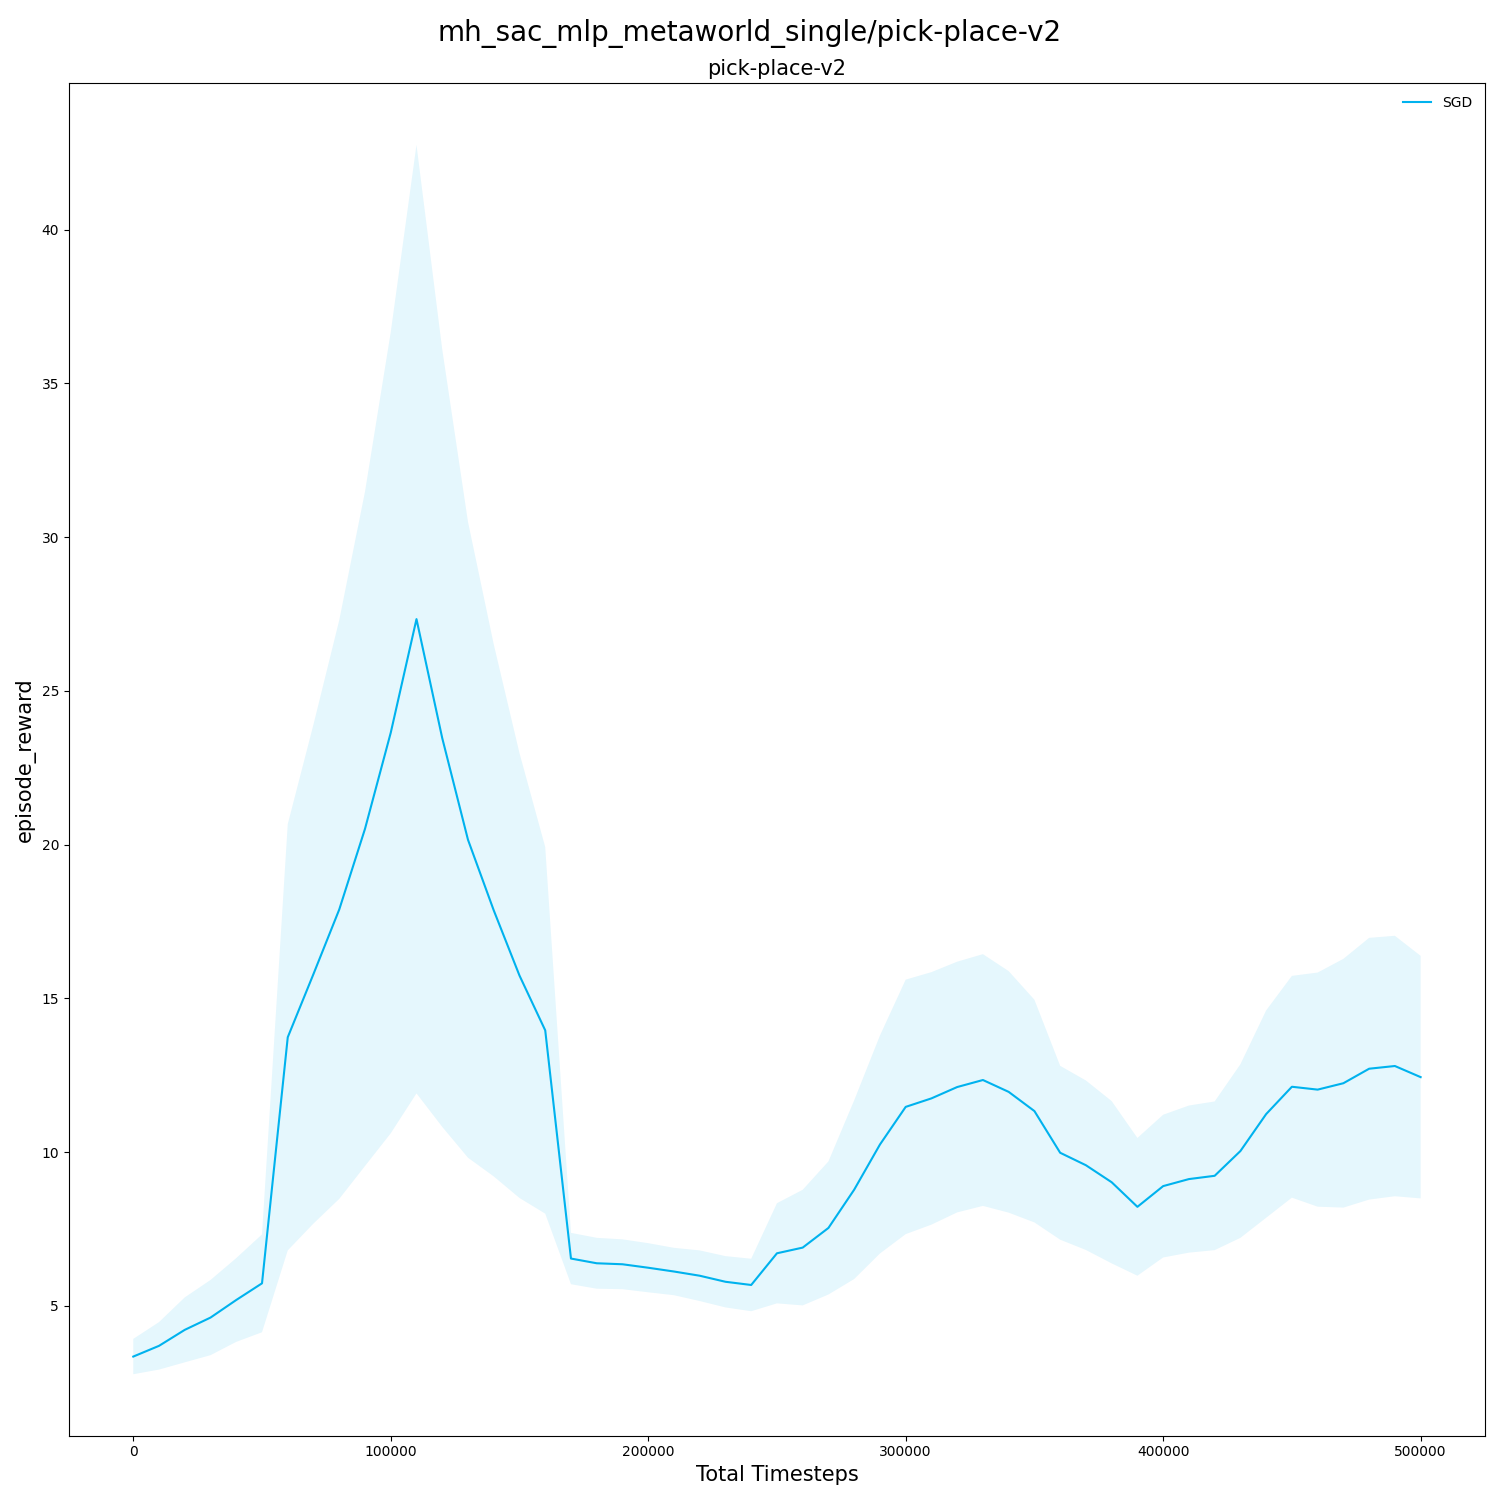 mh_sac_mlp_metaworld_single/pick-place-v2
pick-place-v2
SGD
episode_reward
40
35
30
25
20
15
10
5
0
100000
200000
300000
400000
500000
Total Timesteps